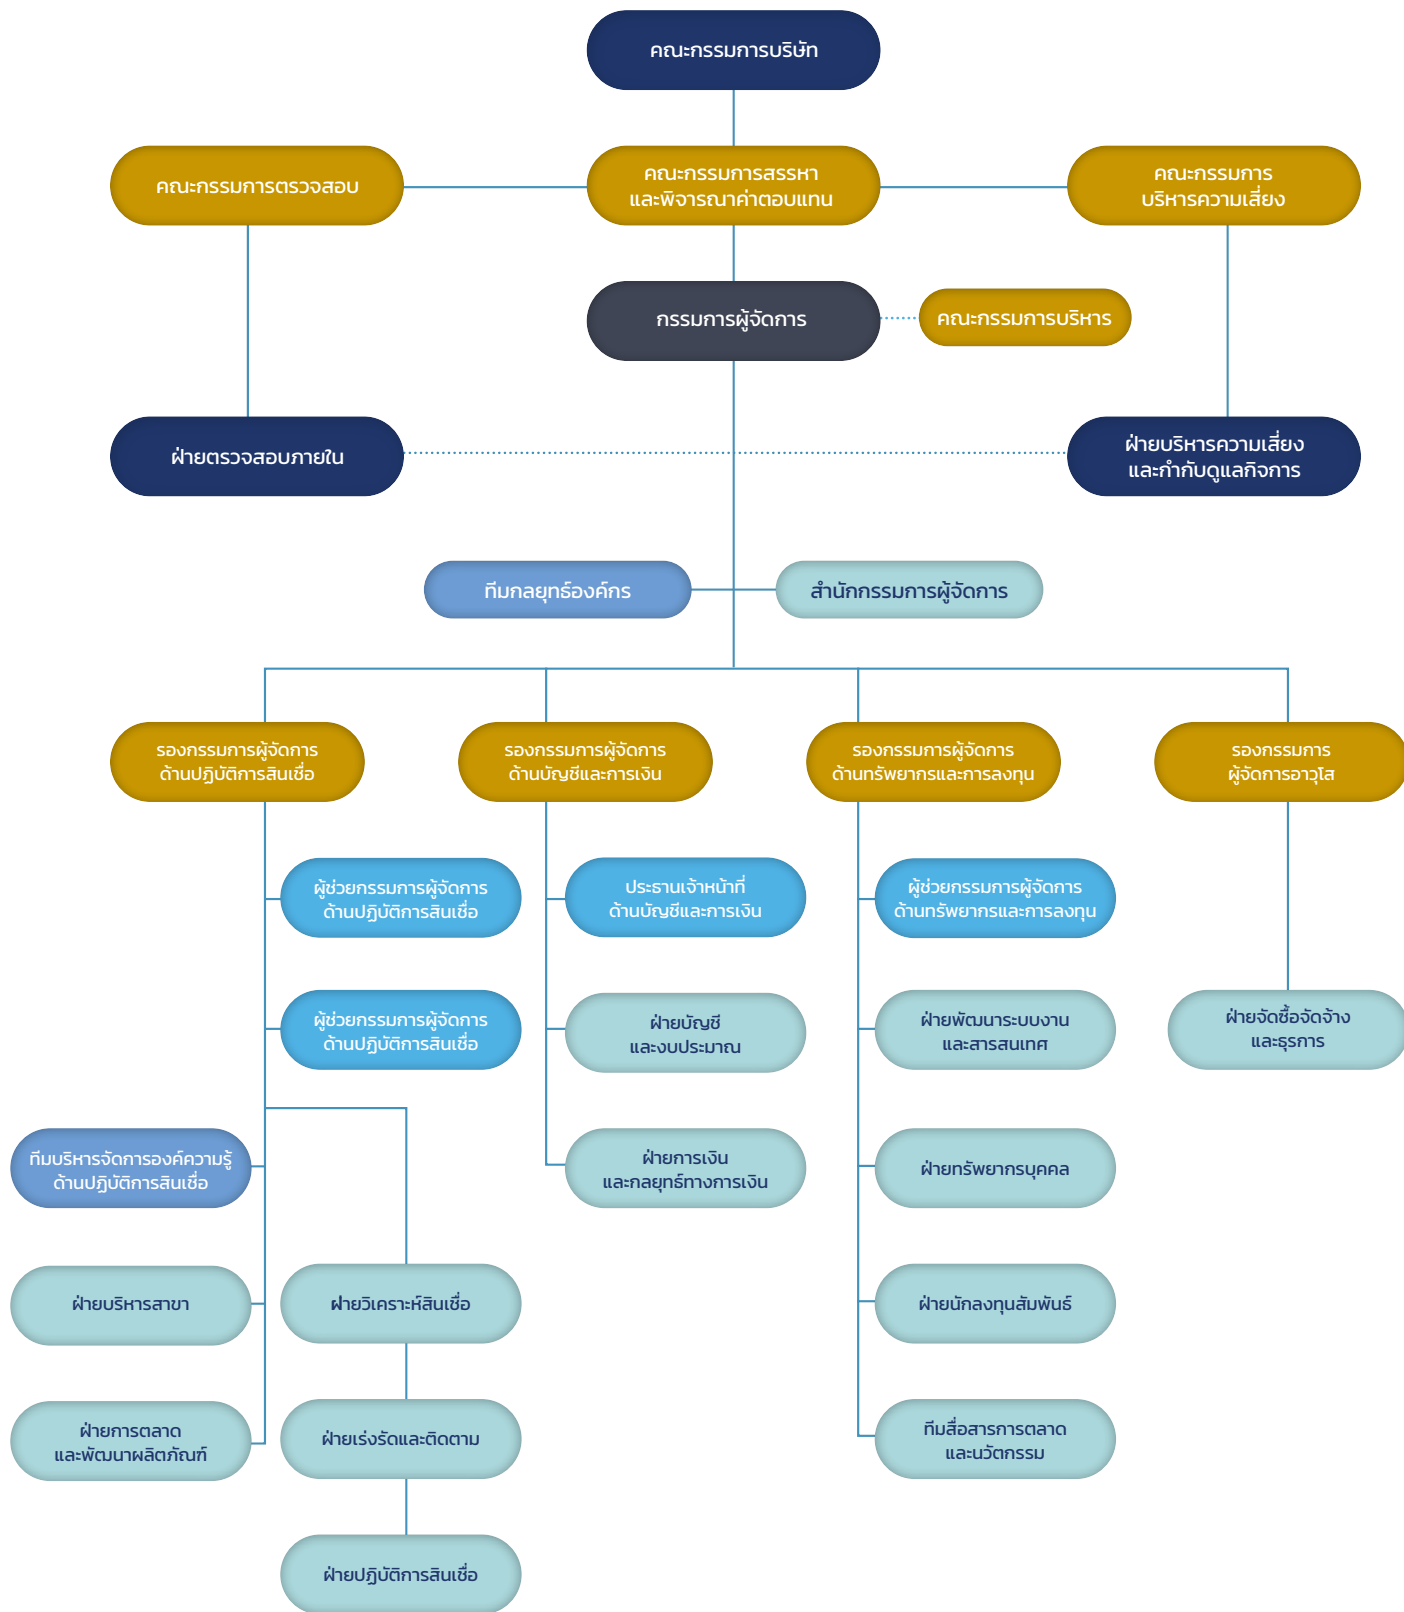 คณะกรรมการบริษัท
คณะกรรมการตรวจสอบ
คณะกรรมการสรรหา
และพิจารณาค่าตอบแทน
คณะกรรมการ
บริหารความเสี่ยง
กรรมการผู้จัดการ
คณะกรรมการบริหาร
ฝ่ายตรวจสอบภายใน
ฝ่ายบริหารความเสี่ยง
และกำกับดูแลกิจการ
ทีมกลยุทธ์องค์กร
สำนักกรรมการผู้จัดการ
รองกรรมการผู้จัดการ
ด้านปฏิบัติการสินเชื่อ
รองกรรมการผู้จัดการ
ด้านบัญชีและการเงิน
รองกรรมการผู้จัดการ
ด้านทรัพยากรและการลงทุน
รองกรรมการ
ผู้จัดการอาวุโส
ผู้ช่วยกรรมการผู้จัดการ
ด้านปฏิบัติการสินเชื่อ
ประธานเจ้าหน้าที่
ด้านบัญชีและการเงิน
ผู้ช่วยกรรมการผู้จัดการ
ด้านทรัพยากรและการลงทุน
ผู้ช่วยกรรมการผู้จัดการ
ด้านปฏิบัติการสินเชื่อ
ฝ่ายบัญชี
และงบประมาณ
ฝ่ายพัฒนาระบบงาน
และสารสนเทศ
ฝ่ายจัดซื้อจัดจ้าง
และธุรการ
ทีมบริหารจัดการองค์ความรู้
ด้านปฏิบัติการสินเชื่อ
ฝ่ายการเงิน
และกลยุทธ์ทางการเงิน
ฝ่ายทรัพยากรบุคคล
ฝ่ายบริหารสาขา
ฝายวิเคราะห์สินเชื่อ
ฝ่ายนักลงทุนสัมพันธ์
ฝ่ายการตลาด
และพัฒนาผลิตภัณฑ์
ฝ่ายเร่งรัดและติดตาม
ทีมสื่อสารการตลาด
และนวัตกรรม
ฝ่ายปฏิบัติการสินเชื่อ